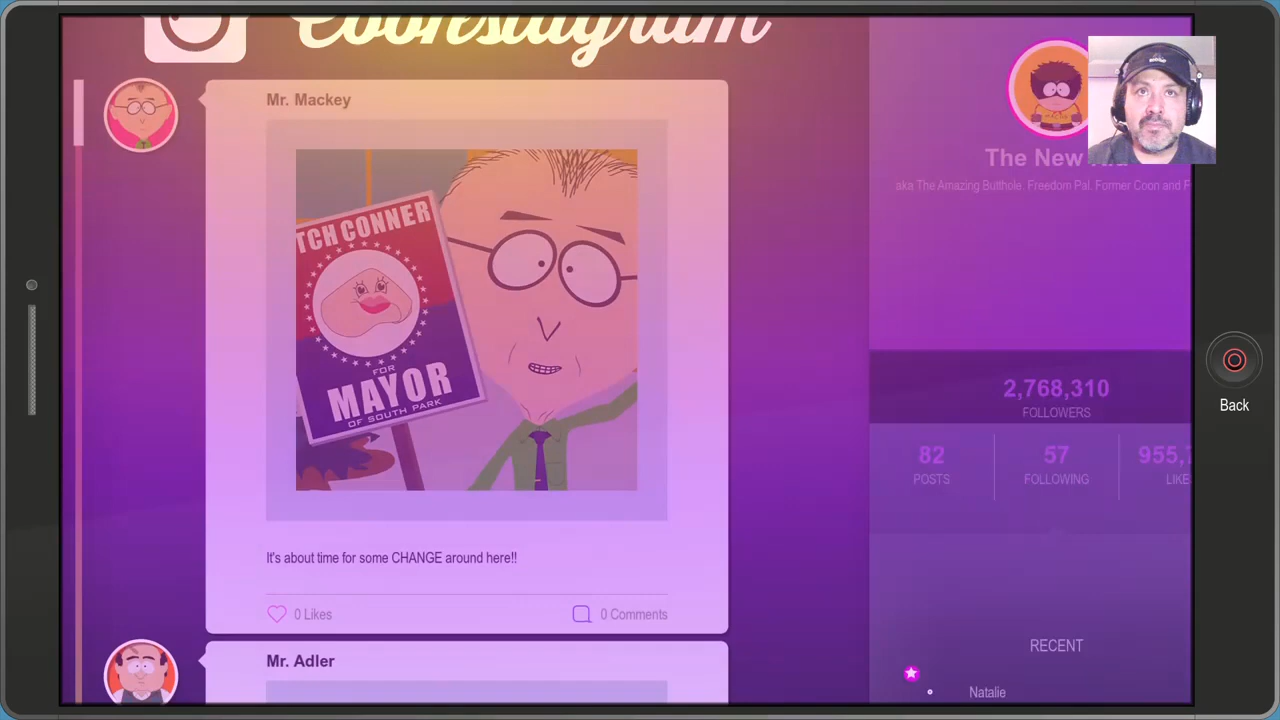 Coonstagram
Mr. Mackey
TCH CONNER
FOR
MAYOR
OF SOUTH PARK
It's about time for some CHANGE around here!!
0 Likes
0 Comments
Mr. Adler
The New
aka The Amazing Butthole. Freedom Pal. Former Coon and F
2,768,310
FOLLOWERS
82
POSTS
57
FOLLOWING
955,7
LIKE
RECENT
Natalie
Back